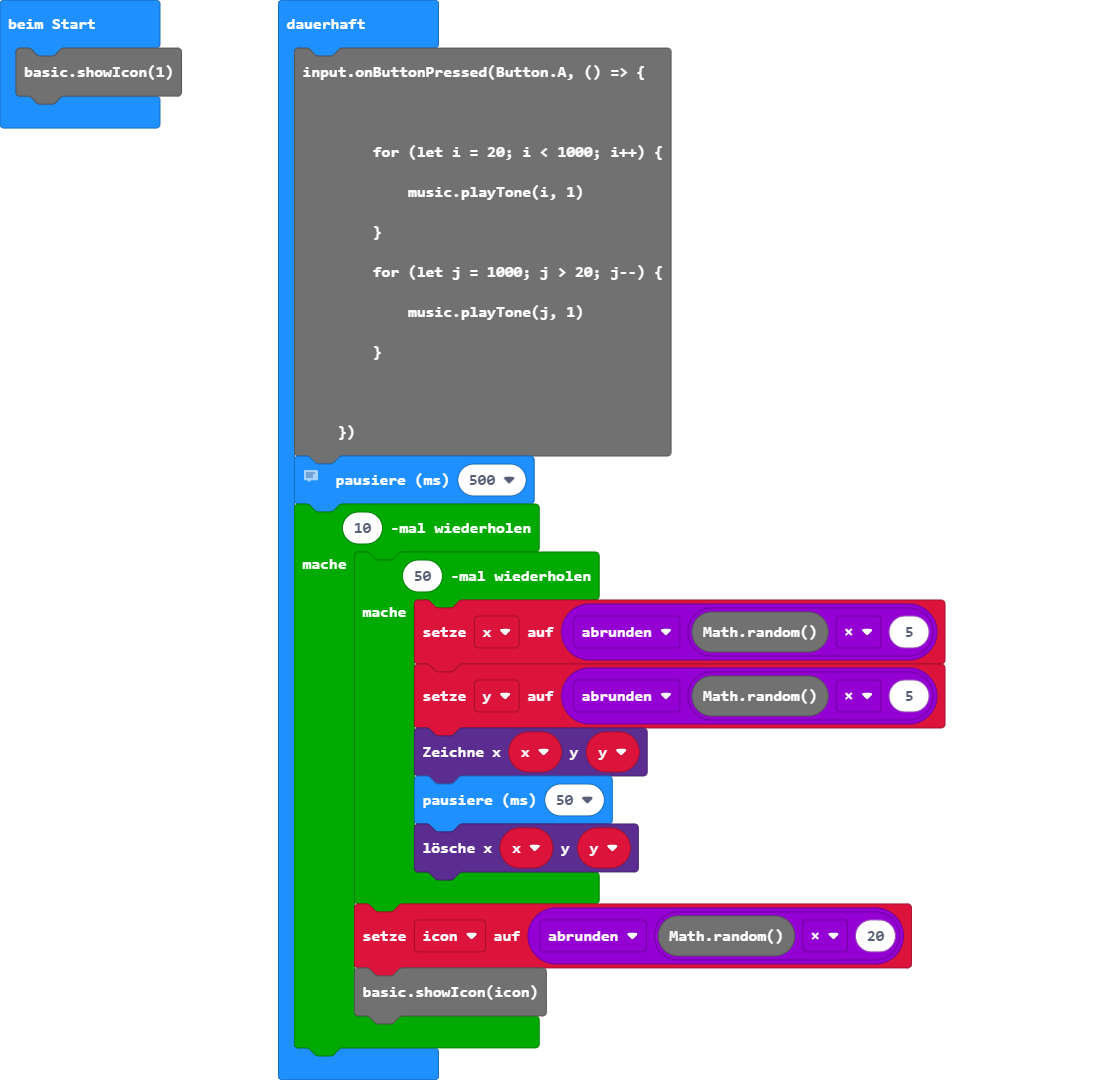 beim Start
basic.showIcon(1)
dauerhaft
input.onButtonPressed(Button.A, () => {
for (let i = 20; i < 1000; i++) {
music.playTone(i, 1)
}
for (let j = 1000; j > 20; j--) {
music.playTone(j, 1)
}
})
pausiere (ms) 500
10 -mal wiederholen
mache
50 -mal wiederholen
mache
setze x auf abrunden Math.random() × 5
setze y auf abrunden Math.random() × 5
Zeichne x x y y
pausiere (ms) 50
lösche x x y y
setze icon auf abrunden Math.random() × 20
basic.showIcon(icon)